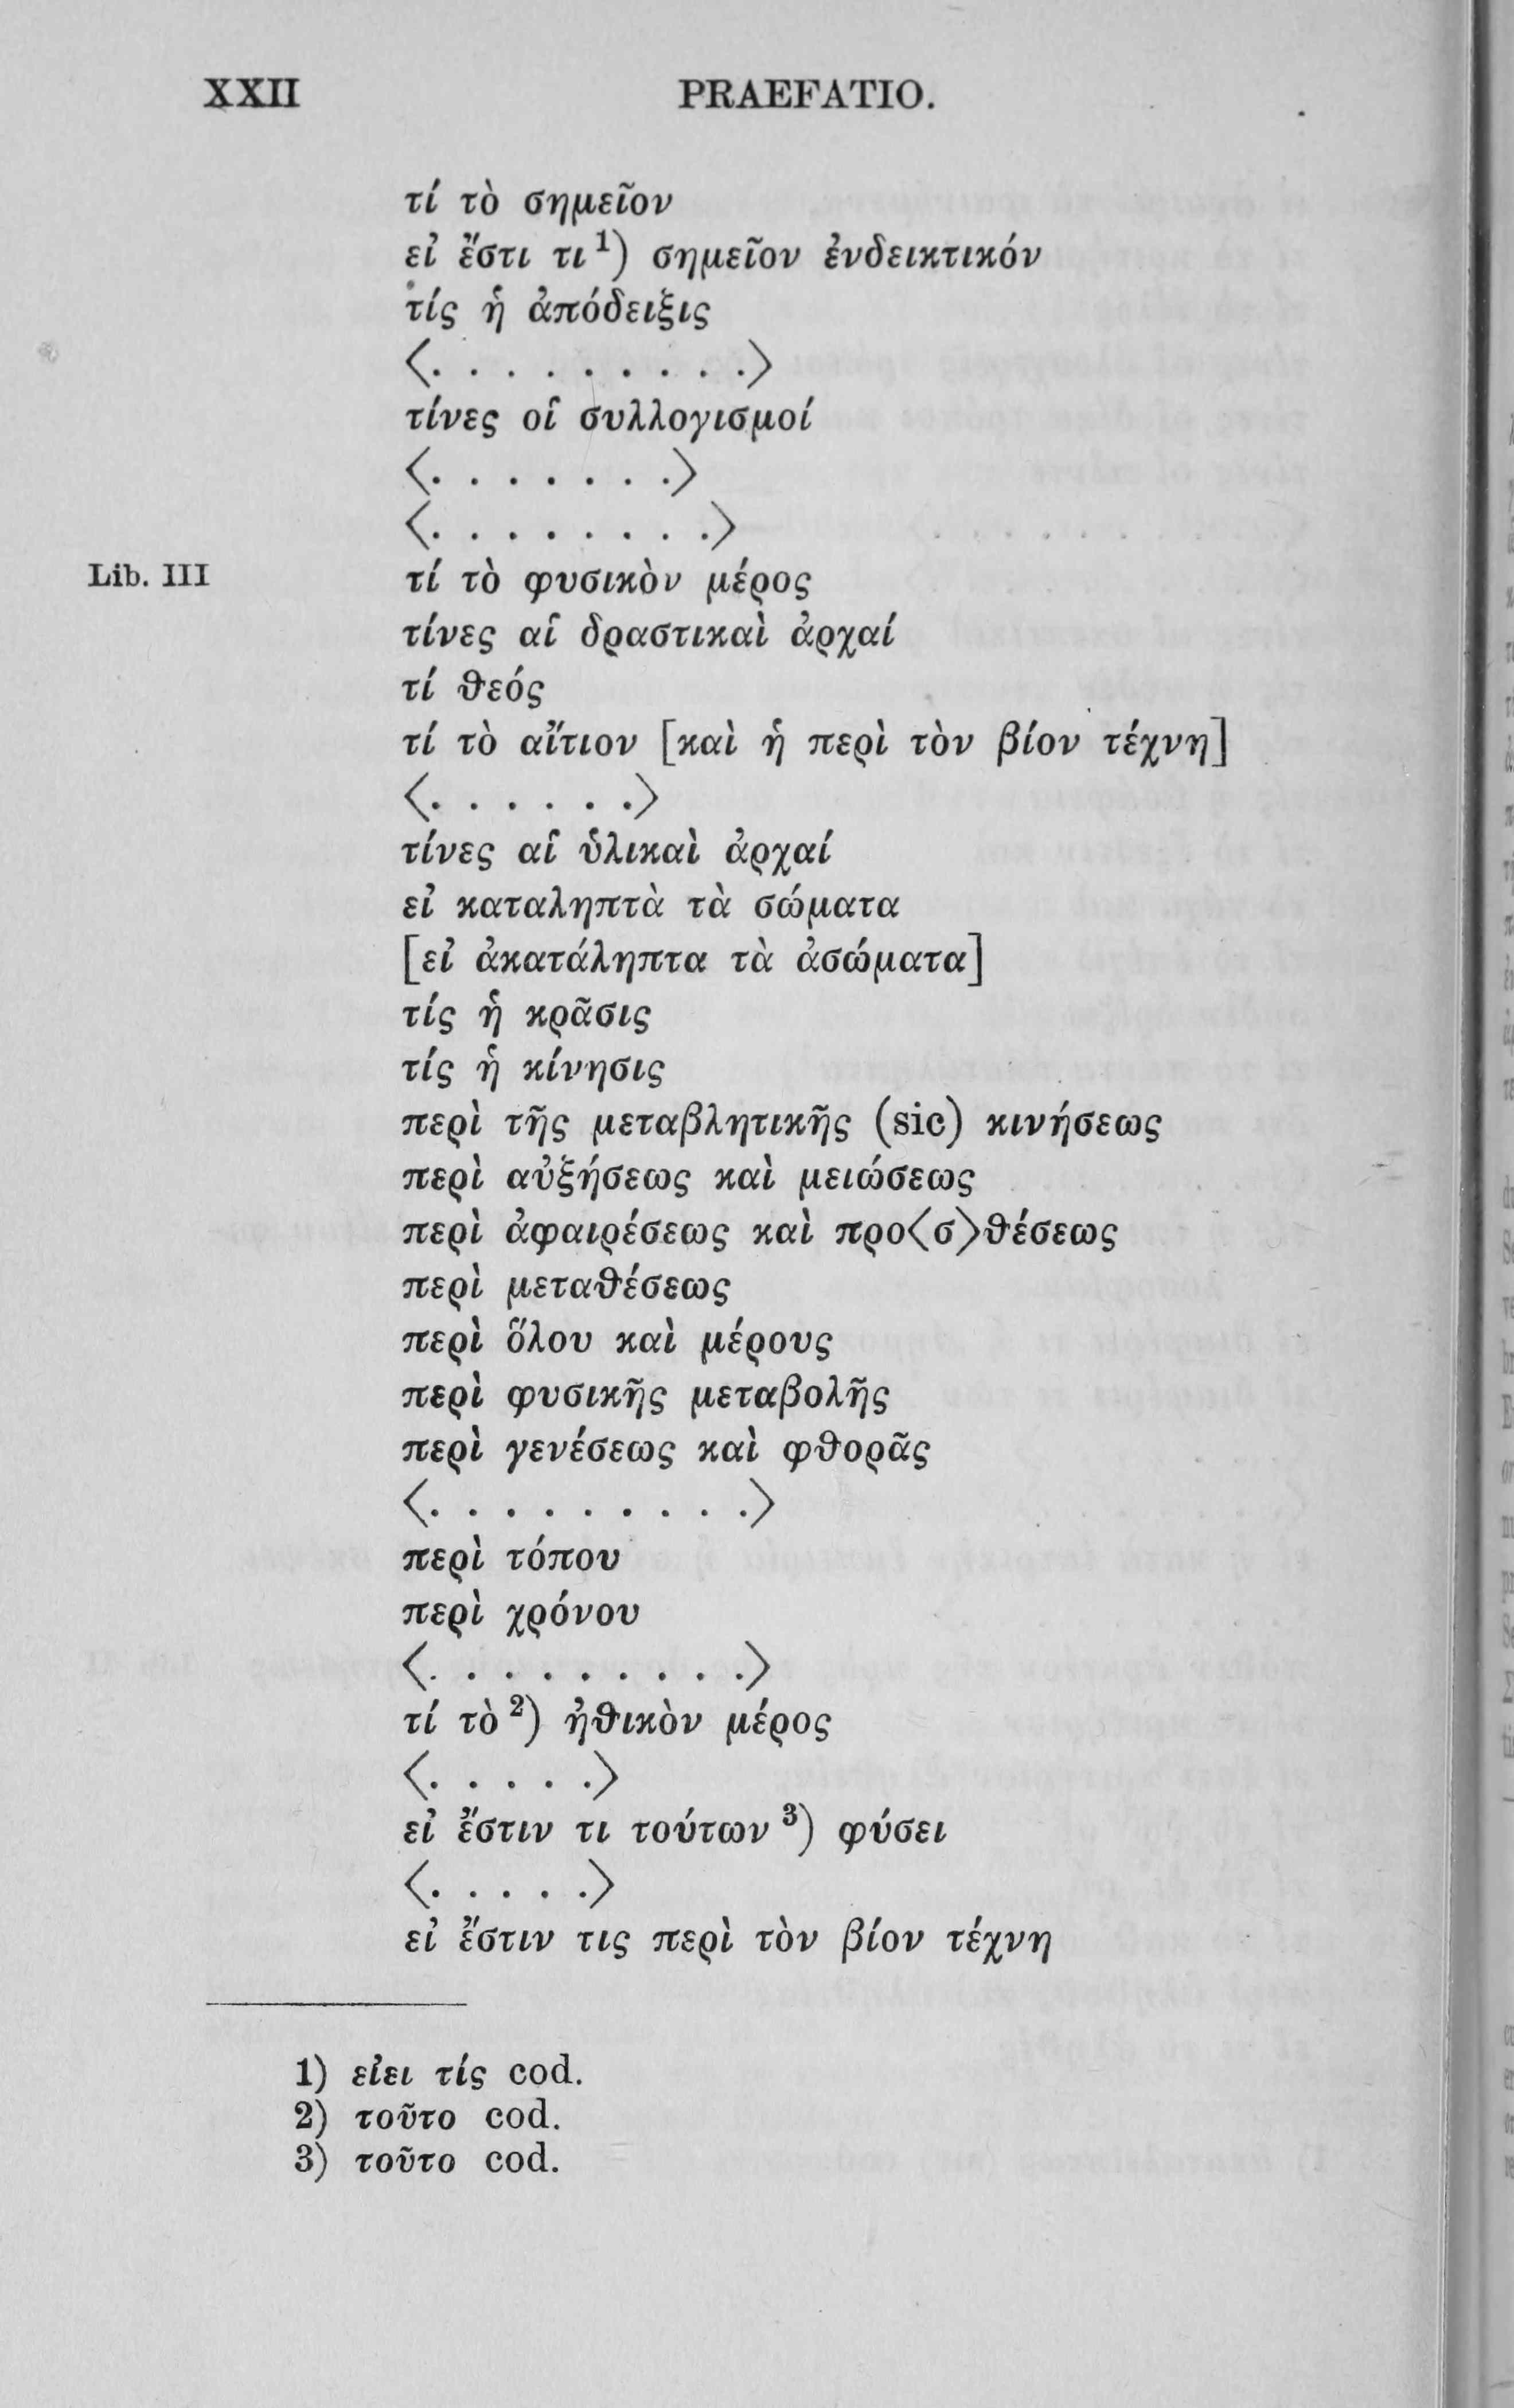 XXII PRAEFATIO.
τί τὸ σημεῖον
εἰ ἔστι τι ¹) σημεῖον ἐνδεικτικόν
τίς ἡ ἀπόδειξις
⟨. . . . . . . . .⟩
τίνες οἱ συλλογισμοί
⟨. . . . . . .⟩
⟨. . . . . . . .⟩
Lib. III τί τὸ φυσικὸν μέρος
τίνες αἱ δραστικαὶ ἀρχαί
τί θεός
τί τὸ αἴτιον [καὶ ἡ περὶ τὸν βίον τέχνη]
⟨. . . . . .⟩
τίνες αἱ ὑλικαὶ ἀρχαί
εἰ καταληπτὰ τὰ σώματα
[εἰ ἀκατάληπτα τὰ ἀσώματα]
τίς ἡ κρᾶσις
τίς ἡ κίνησις
περὶ τῆς μεταβλητικῆς (sic) κινήσεως
περὶ αὐξήσεως καὶ μειώσεως
περὶ ἀφαιρέσεως καὶ προ⟨σ⟩θέσεως
περὶ μεταθέσεως
περὶ ὅλου καὶ μέρους
περὶ φυσικῆς μεταβολῆς
περὶ γενέσεως καὶ φθορᾶς
⟨. . . . . . . . .⟩
περὶ τόπου
περὶ χρόνου
⟨. . . . . . . . .⟩
τί τὸ ²) ἠθικὸν μέρος
⟨. . . . .⟩
εἰ ἔστιν τι τούτων ³) φύσει
⟨. . . . .⟩
εἰ ἔστιν τις περὶ τὸν βίον τέχνη
1) εἰει τίς cod.
2) τοῦτο cod.
3) τοῦτο cod.